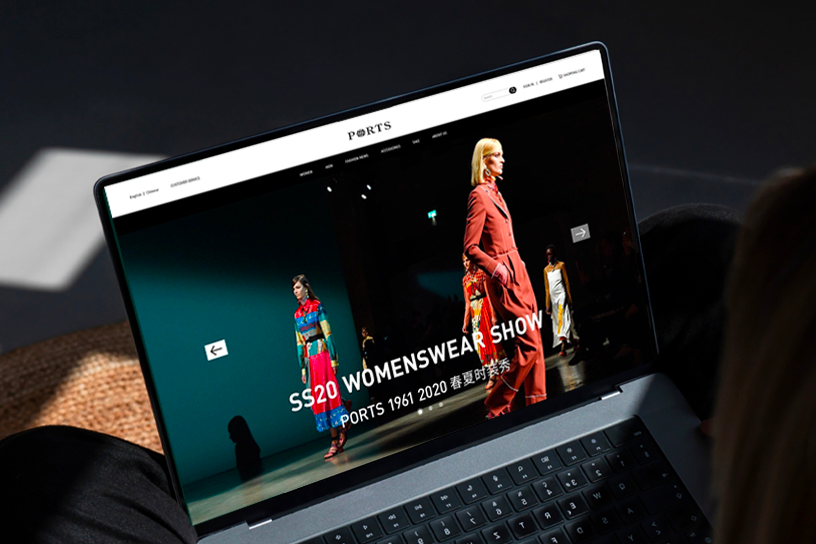 PORTS
SIGN IN | REGISTER
SHOPPING CART
English | Chinese
CUSTOMER SERVICE
WOMEN
MEN
FASHION NEWS
ACCESSORIES
ABOUT US
SS20 WOMENSWEAR SHOW
PORTS 1961 2020 春夏时装秀